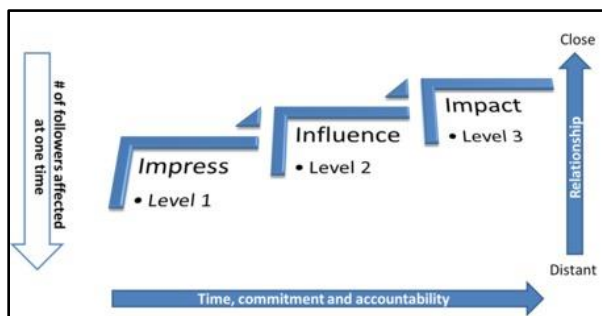 # of followers affected
at one time
Impress
• Level 1
Influence
• Level 2
Impact
• Level 3
Close
Relationship
Distant
Time, commitment and accountability